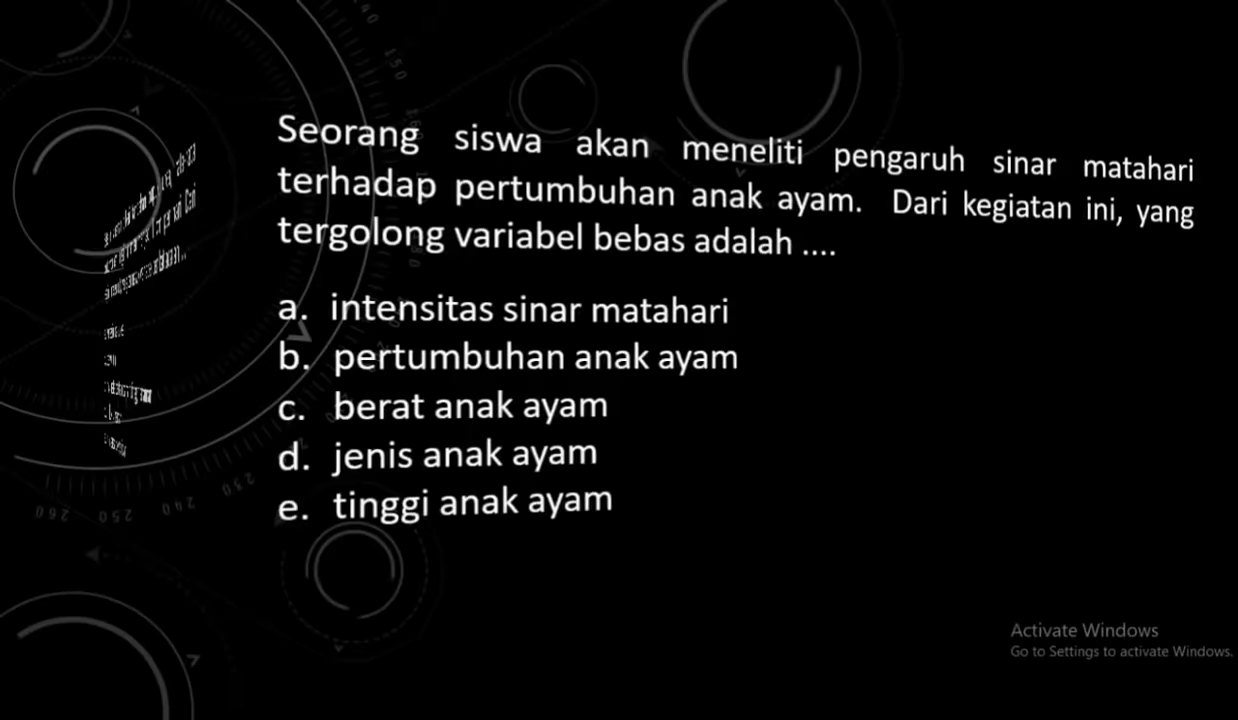 Seorang siswa akan meneliti pengaruh sinar matahari
terhadap pertumbuhan anak ayam. Dari kegiatan ini, yang
tergolong variabel bebas adalah ....
a. intensitas sinar matahari
b. pertumbuhan anak ayam
c. berat anak ayam
d. jenis anak ayam
e. tinggi anak ayam
Activate Windows
Go to Settings to activate Windows.